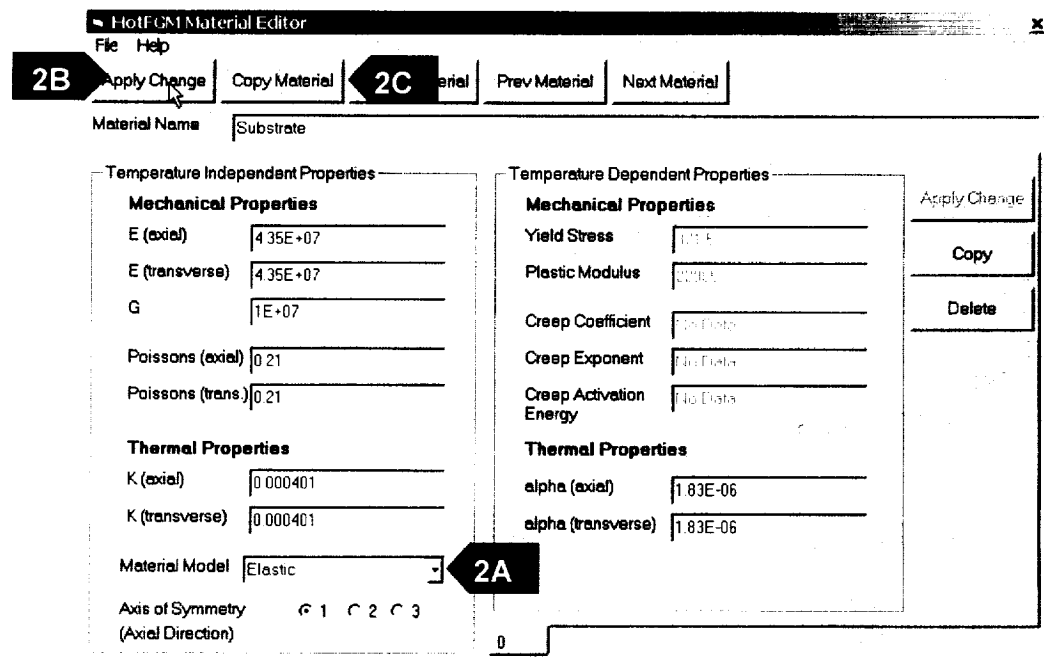 HotFGM Material Editor x
File Help
2B Apply Change Copy Material 2C erial Prev Material Next Material
Material Name Substrate
Temperature Independent Properties
Mechanical Properties
E (axial) 4.35E+07
E (transverse) 4.35E+07
G 1E+07
Poissons (axial) 0.21
Poissons (trans.) 0.21
Thermal Properties
K (axial) 0.000401
K (transverse) 0.000401
Material Model Elastic 2A
Axis of Symmetry 1 2 3
(Axial Direction)
Temperature Dependent Properties
Mechanical Properties
Yield Stress
Plastic Modulus
Creep Coefficient No Data
Creep Exponent No Data
Creep Activation No Data
Energy
Thermal Properties
alpha (axial) 1.83E-06
alpha (transverse) 1.83E-06
0
Apply Change
Copy
Delete